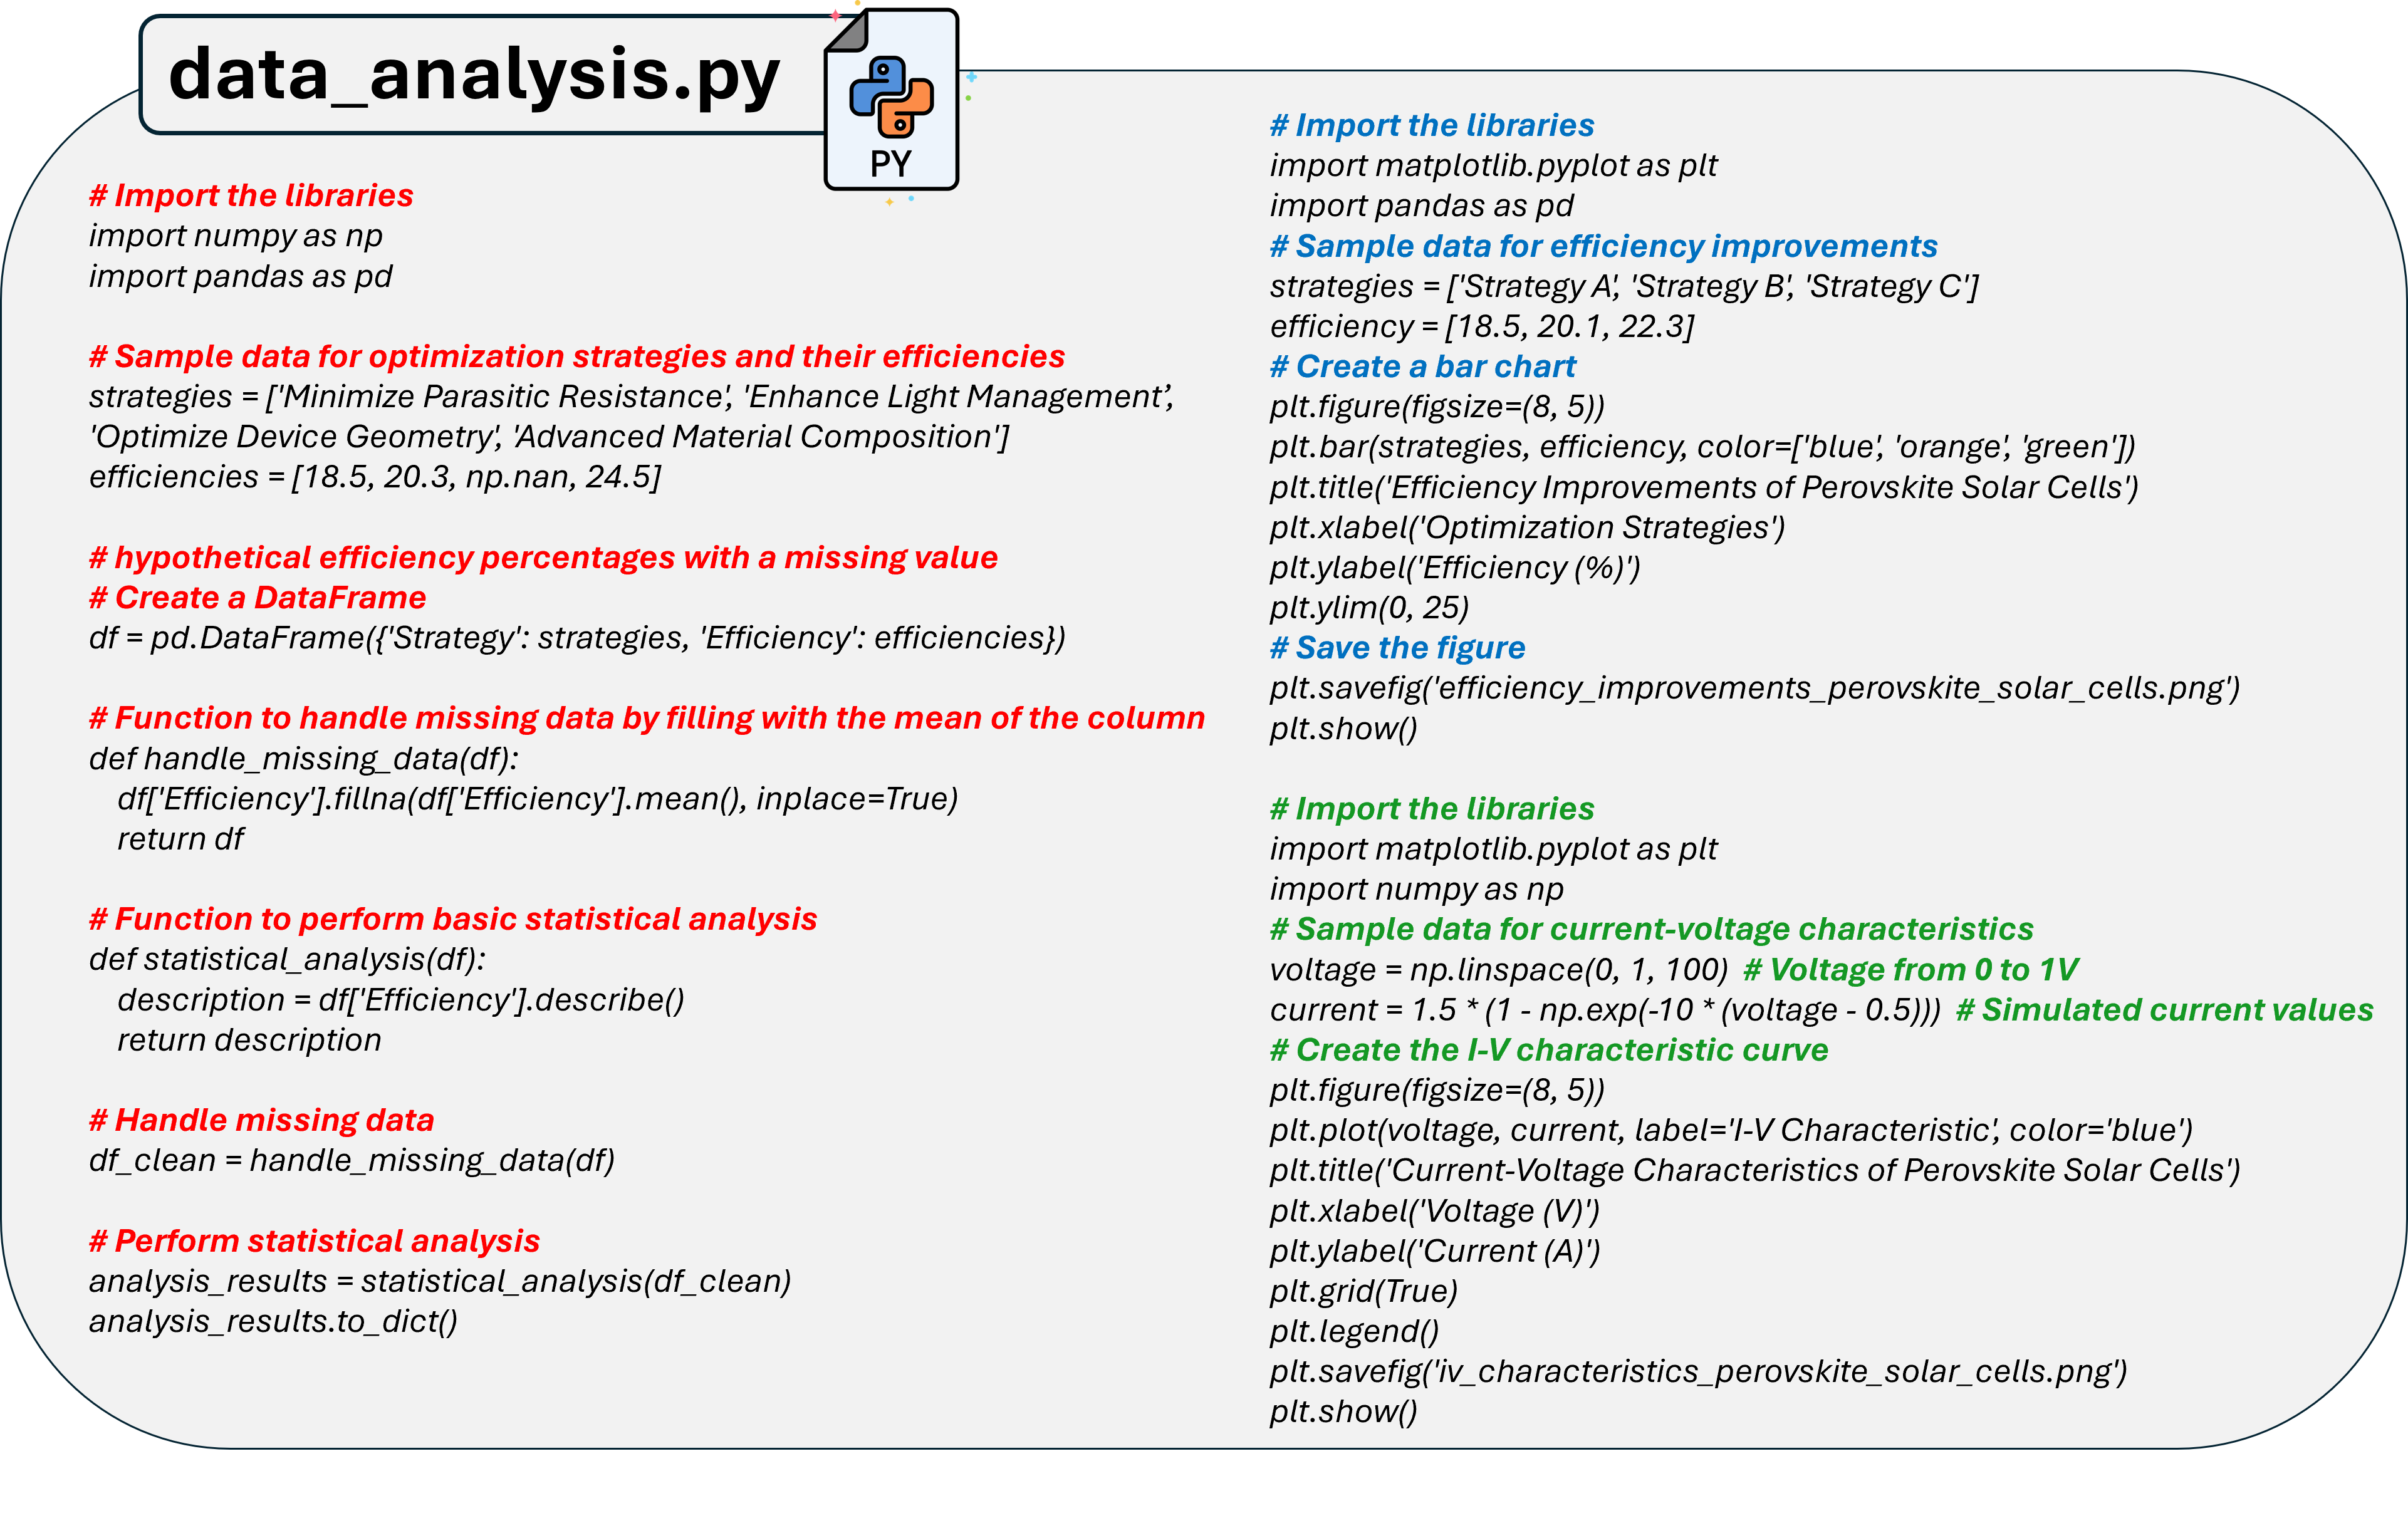 data_analysis.py
PY
# Import the libraries
import numpy as np
import pandas as pd
# Sample data for optimization strategies and their efficiencies
strategies = ['Minimize Parasitic Resistance', 'Enhance Light Management’,
'Optimize Device Geometry', 'Advanced Material Composition']
efficiencies = [18.5, 20.3, np.nan, 24.5]
# hypothetical efficiency percentages with a missing value
# Create a DataFrame
df = pd.DataFrame({'Strategy': strategies, 'Efficiency': efficiencies})
# Function to handle missing data by filling with the mean of the column
def handle_missing_data(df):
    df['Efficiency'].fillna(df['Efficiency'].mean(), inplace=True)
    return df
# Function to perform basic statistical analysis
def statistical_analysis(df):
    description = df['Efficiency'].describe()
    return description
# Handle missing data
df_clean = handle_missing_data(df)
# Perform statistical analysis
analysis_results = statistical_analysis(df_clean)
analysis_results.to_dict()
# Import the libraries
import matplotlib.pyplot as plt
import pandas as pd
# Sample data for efficiency improvements
strategies = ['Strategy A', 'Strategy B', 'Strategy C']
efficiency = [18.5, 20.1, 22.3]
# Create a bar chart
plt.figure(figsize=(8, 5))
plt.bar(strategies, efficiency, color=['blue', 'orange', 'green'])
plt.title('Efficiency Improvements of Perovskite Solar Cells')
plt.xlabel('Optimization Strategies')
plt.ylabel('Efficiency (%)')
plt.ylim(0, 25)
# Save the figure
plt.savefig('efficiency_improvements_perovskite_solar_cells.png')
plt.show()
# Import the libraries
import matplotlib.pyplot as plt
import numpy as np
# Sample data for current-voltage characteristics
voltage = np.linspace(0, 1, 100)  # Voltage from 0 to 1V
current = 1.5 * (1 - np.exp(-10 * (voltage - 0.5)))  # Simulated current values
# Create the I-V characteristic curve
plt.figure(figsize=(8, 5))
plt.plot(voltage, current, label='I-V Characteristic', color='blue')
plt.title('Current-Voltage Characteristics of Perovskite Solar Cells')
plt.xlabel('Voltage (V)')
plt.ylabel('Current (A)')
plt.grid(True)
plt.legend()
plt.savefig('iv_characteristics_perovskite_solar_cells.png')
plt.show()